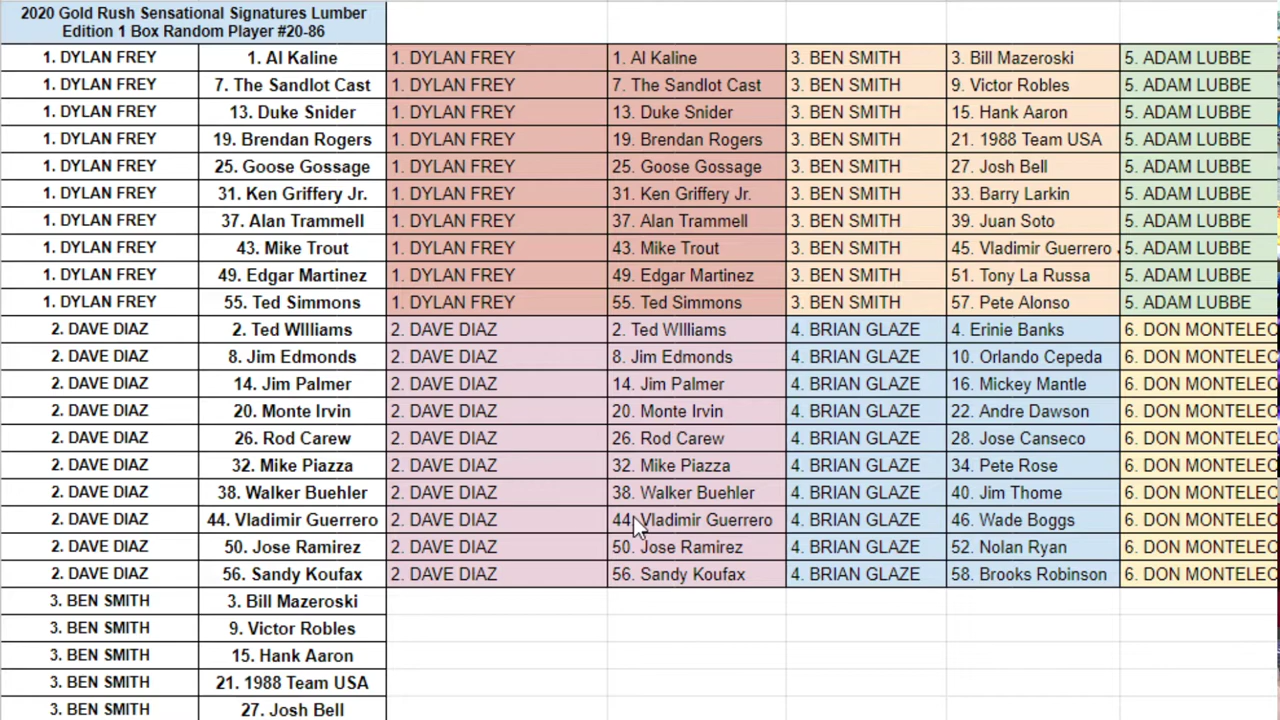 2020 Gold Rush Sensational Signatures Lumber
Edition 1 Box Random Player #20-86
1. DYLAN FREY 1. Al Kaline 1. DYLAN FREY 1. Al Kaline 3. BEN SMITH 3. Bill Mazeroski 5. ADAM LUBBE
1. DYLAN FREY 7. The Sandlot Cast 1. DYLAN FREY 7. The Sandlot Cast 3. BEN SMITH 9. Victor Robles 5. ADAM LUBBE
1. DYLAN FREY 13. Duke Snider 1. DYLAN FREY 13. Duke Snider 3. BEN SMITH 15. Hank Aaron 5. ADAM LUBBE
1. DYLAN FREY 19. Brendan Rogers 1. DYLAN FREY 19. Brendan Rogers 3. BEN SMITH 21. 1988 Team USA 5. ADAM LUBBE
1. DYLAN FREY 25. Goose Gossage 1. DYLAN FREY 25. Goose Gossage 3. BEN SMITH 27. Josh Bell 5. ADAM LUBBE
1. DYLAN FREY 31. Ken Griffery Jr. 1. DYLAN FREY 31. Ken Griffery Jr. 3. BEN SMITH 33. Barry Larkin 5. ADAM LUBBE
1. DYLAN FREY 37. Alan Trammell 1. DYLAN FREY 37. Alan Trammell 3. BEN SMITH 39. Juan Soto 5. ADAM LUBBE
1. DYLAN FREY 43. Mike Trout 1. DYLAN FREY 43. Mike Trout 3. BEN SMITH 45. Vladimir Guerrero 5. ADAM LUBBE
1. DYLAN FREY 49. Edgar Martinez 1. DYLAN FREY 49. Edgar Martinez 3. BEN SMITH 51. Tony La Russa 5. ADAM LUBBE
1. DYLAN FREY 55. Ted Simmons 1. DYLAN FREY 55. Ted Simmons 3. BEN SMITH 57. Pete Alonso 5. ADAM LUBBE
2. DAVE DIAZ 2. Ted WIlliams 2. DAVE DIAZ 2. Ted WIlliams 4. BRIAN GLAZE 4. Erinie Banks 6. DON MONTELEO
2. DAVE DIAZ 8. Jim Edmonds 2. DAVE DIAZ 8. Jim Edmonds 4. BRIAN GLAZE 10. Orlando Cepeda 6. DON MONTELEO
2. DAVE DIAZ 14. Jim Palmer 2. DAVE DIAZ 14. Jim Palmer 4. BRIAN GLAZE 16. Mickey Mantle 6. DON MONTELEO
2. DAVE DIAZ 20. Monte Irvin 2. DAVE DIAZ 20. Monte Irvin 4. BRIAN GLAZE 22. Andre Dawson 6. DON MONTELEO
2. DAVE DIAZ 26. Rod Carew 2. DAVE DIAZ 26. Rod Carew 4. BRIAN GLAZE 28. Jose Canseco 6. DON MONTELEO
2. DAVE DIAZ 32. Mike Piazza 2. DAVE DIAZ 32. Mike Piazza 4. BRIAN GLAZE 34. Pete Rose 6. DON MONTELEO
2. DAVE DIAZ 38. Walker Buehler 2. DAVE DIAZ 38. Walker Buehler 4. BRIAN GLAZE 40. Jim Thome 6. DON MONTELEO
2. DAVE DIAZ 44. Vladimir Guerrero 2. DAVE DIAZ 44. Vladimir Guerrero 4. BRIAN GLAZE 46. Wade Boggs 6. DON MONTELEO
2. DAVE DIAZ 50. Jose Ramirez 2. DAVE DIAZ 50. Jose Ramirez 4. BRIAN GLAZE 52. Nolan Ryan 6. DON MONTELEO
2. DAVE DIAZ 56. Sandy Koufax 2. DAVE DIAZ 56. Sandy Koufax 4. BRIAN GLAZE 58. Brooks Robinson 6. DON MONTELEO
3. BEN SMITH 3. Bill Mazeroski
3. BEN SMITH 9. Victor Robles
3. BEN SMITH 15. Hank Aaron
3. BEN SMITH 21. 1988 Team USA
3. BEN SMITH 27. Josh Bell